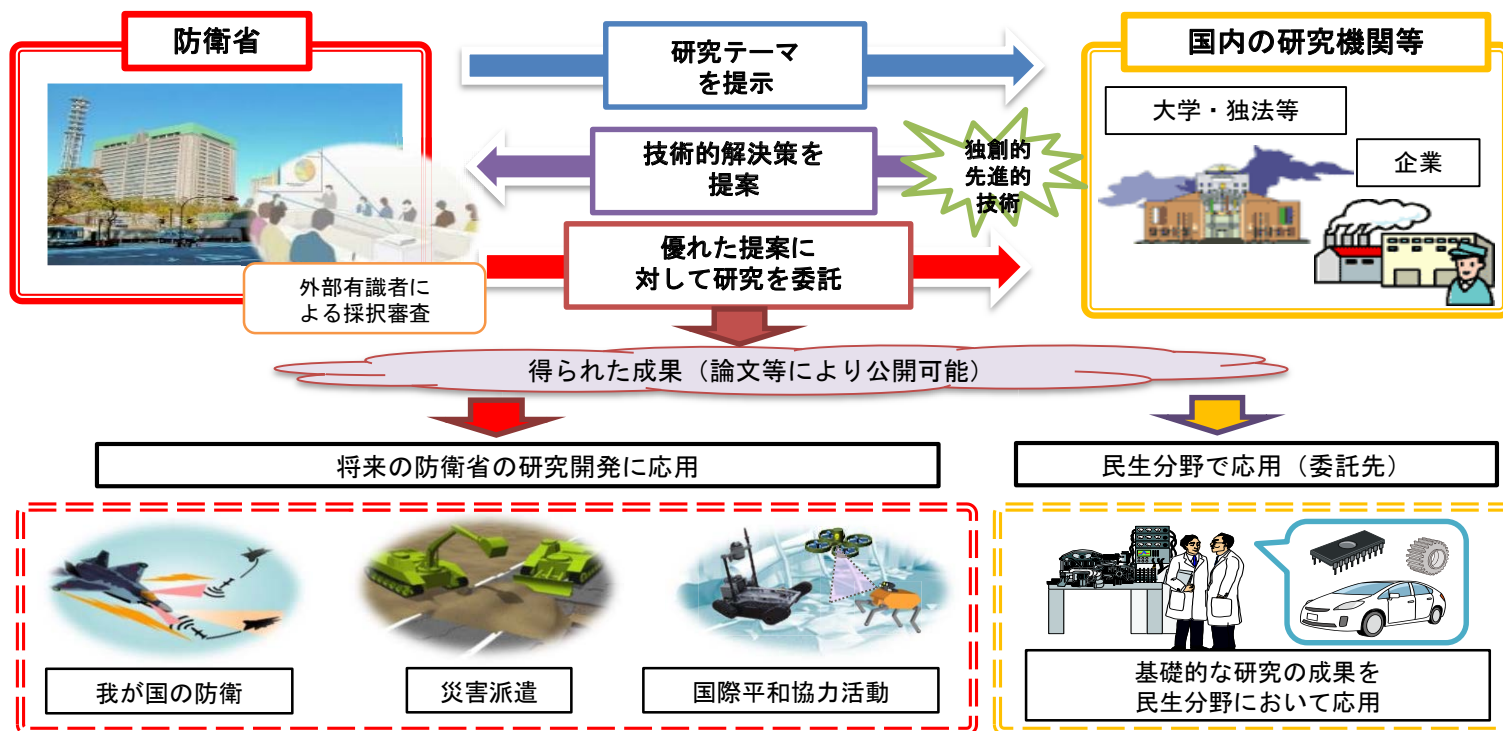 防衛省
研究テーマ
を提示
国内の研究機関等
大学・独法等
企業
技術的解決策を
提案
独創的
先進的
技術
優れた提案に
対して研究を委託
外部有識者に
よる採択審査
得られた成果（論文等により公開可能）
将来の防衛省の研究開発に応用
民生分野で応用（委託先）
我が国の防衛
災害派遣
国際平和協力活動
基礎的な研究の成果を
民生分野において応用